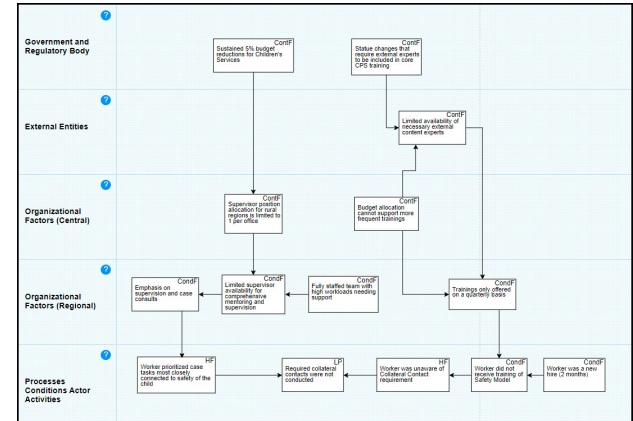 ?
Government and
Regulatory Body
ContF
Sustained 5% budget
reductions for Children's
Services
ContF
Statue changes that
require external experts
to be included in core
CPS training
?
External Entities
ContF
Limited availability of
necessary external
content experts
?
Organizational
Factors (Central)
ContF
Supervisor position
allocation for rural
regions is limited to
1 per office
ContF
Budget allocation
cannot support more
frequent trainings
?
Organizational
Factors (Regional)
CondF
Emphasis on
supervision and case
consults
CondF
Limited supervisor
availability for
comprehensive
mentoring and
supervision
CondF
Fully staffed team with
high workloads needing
support
CondF
Trainings only offered
on a quarterly basis
?
Processes
Conditions Actor
Activities
HF
Worker prioritized case
tasks most closely
connected to safety of the
child
LP
Required collateral
contacts were not
conducted
HF
Worker was unaware of
Collateral Contact
requirement
CondF
Worker did not
receive training of
Safety Model
CondF
Worker was a new
hire (2 months)